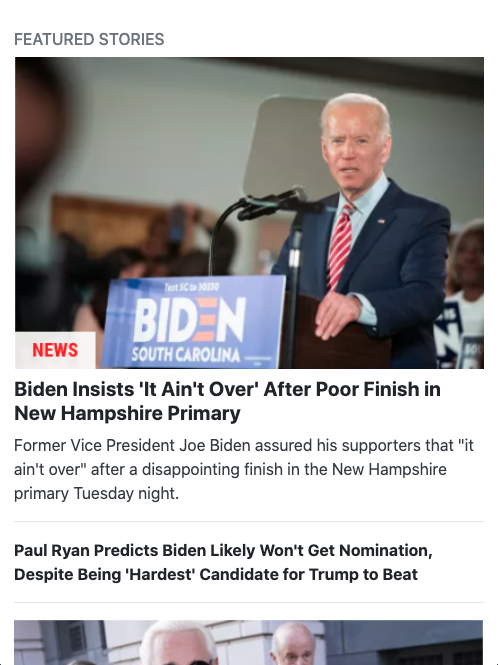 FEATURED STORIES
Text SC to 30330
BIDEN
SOUTH CAROLINA
NEWS
Biden Insists 'It Ain't Over' After Poor Finish in
New Hampshire Primary
Former Vice President Joe Biden assured his supporters that "it
ain't over" after a disappointing finish in the New Hampshire
primary Tuesday night.
Paul Ryan Predicts Biden Likely Won't Get Nomination,
Despite Being 'Hardest' Candidate for Trump to Beat